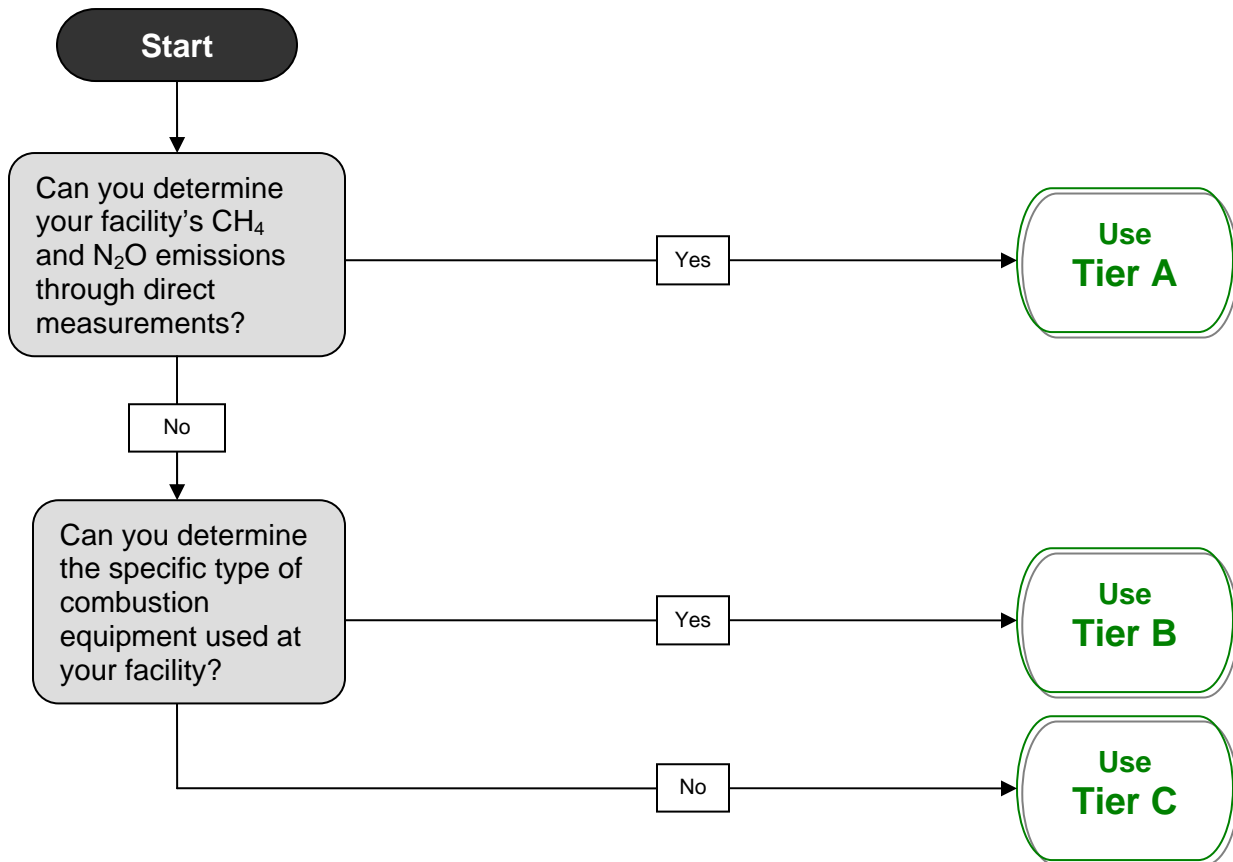 Start
Can you determine
your facility’s CH₄
and N₂O emissions
through direct
measurements?
Yes
Use
Tier A
No
Can you determine
the specific type of
combustion
equipment used at
your facility?
Yes
Use
Tier B
No
Use
Tier C